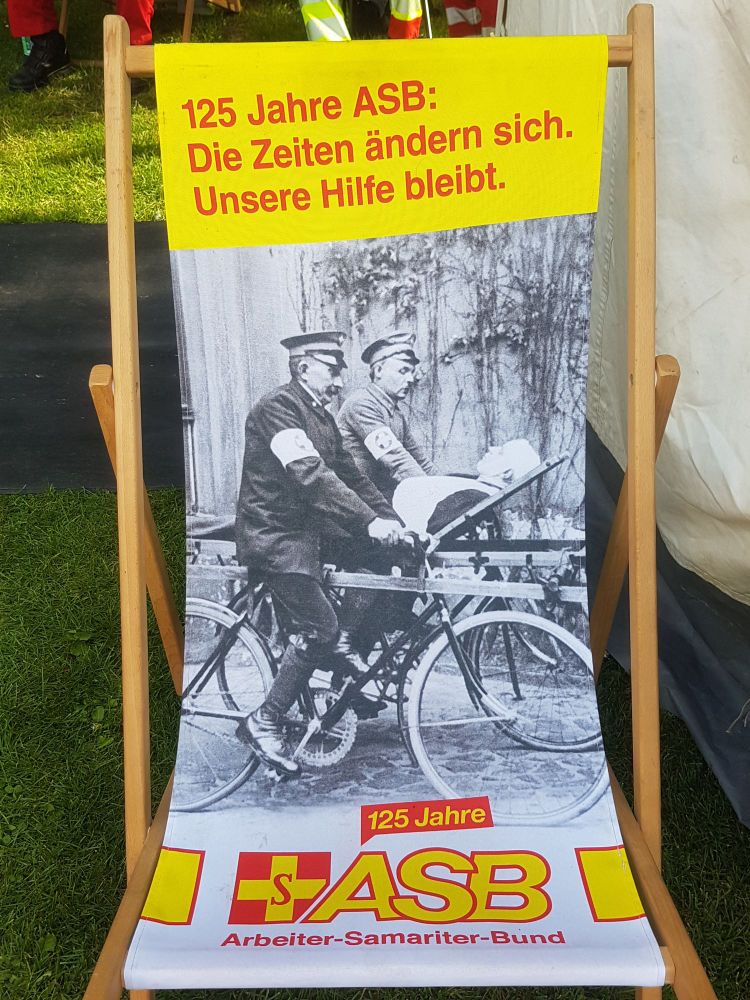 125 Jahre ASB:
Die Zeiten ändern sich.
Unsere Hilfe bleibt.
125 Jahre
S ASB
Arbeiter-Samariter-Bund